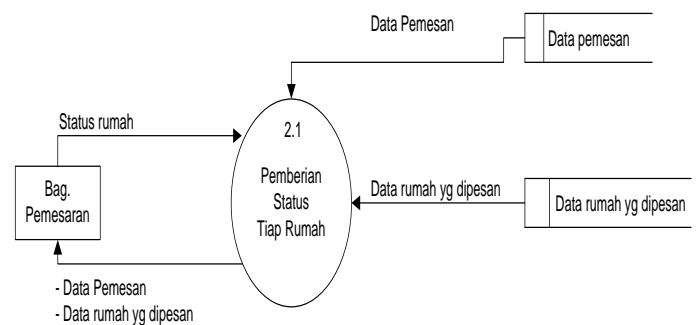 Data Pemesan
Data pemesan
Status rumah
2.1
Pemberian
Status
Tiap Rumah
Bag.
Pemesaran
Data rumah yg dipesan
Data rumah yg dipesan
- Data Pemesan
- Data rumah yg dipesan